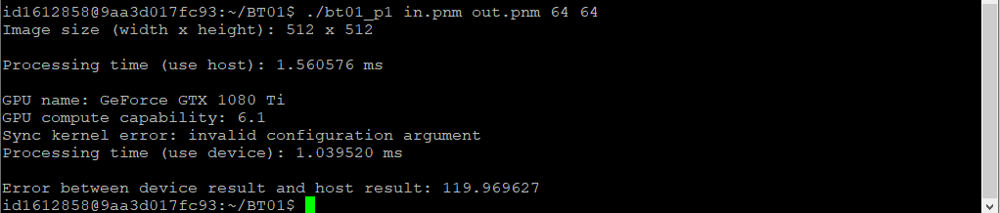 id1612858@9aa3d017fc93:~/BT01$ ./bt01_p1 in.pnm out.pnm 64 64
Image size (width x height): 512 x 512
Processing time (use host): 1.560576 ms
GPU name: GeForce GTX 1080 Ti
GPU compute capability: 6.1
Sync kernel error: invalid configuration argument
Processing time (use device): 1.039520 ms
Error between device result and host result: 119.969627
id1612858@9aa3d017fc93:~/BT01$